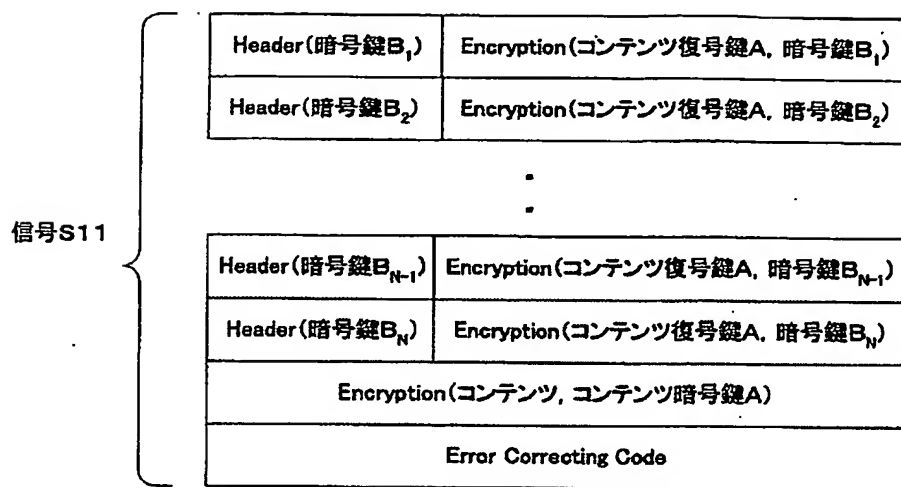 Header(暗号鍵B₁) Encryption(コンテンツ復号鍵A, 暗号鍵B₁)
Header(暗号鍵B₂) Encryption(コンテンツ復号鍵A, 暗号鍵B₂)
信号S11
Header(暗号鍵B_{N-1}) Encryption(コンテンツ復号鍵A, 暗号鍵B_{N-1})
Header(暗号鍵B_N) Encryption(コンテンツ復号鍵A, 暗号鍵B_N)
Encryption(コンテンツ, コンテンツ暗号鍵A)
Error Correcting Code